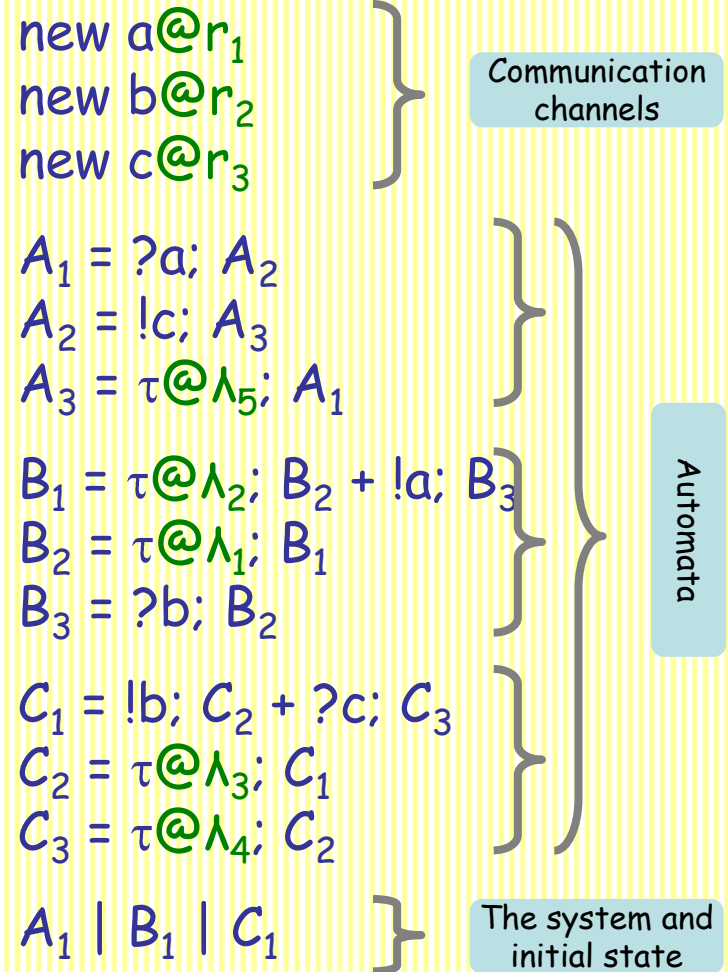 new a@r₁
new b@r₂
new c@r₃
Communication
channels
A₁ = ?a; A₂
A₂ = !c; A₃
A₃ = τ@λ₅; A₁
B₁ = τ@λ₂; B₂ + !a; B₃
B₂ = τ@λ₁; B₁
B₃ = ?b; B₂
C₁ = !b; C₂ + ?c; C₃
C₂ = τ@λ₃; C₁
C₃ = τ@λ₄; C₂
Automata
A₁ | B₁ | C₁
The system and
initial state